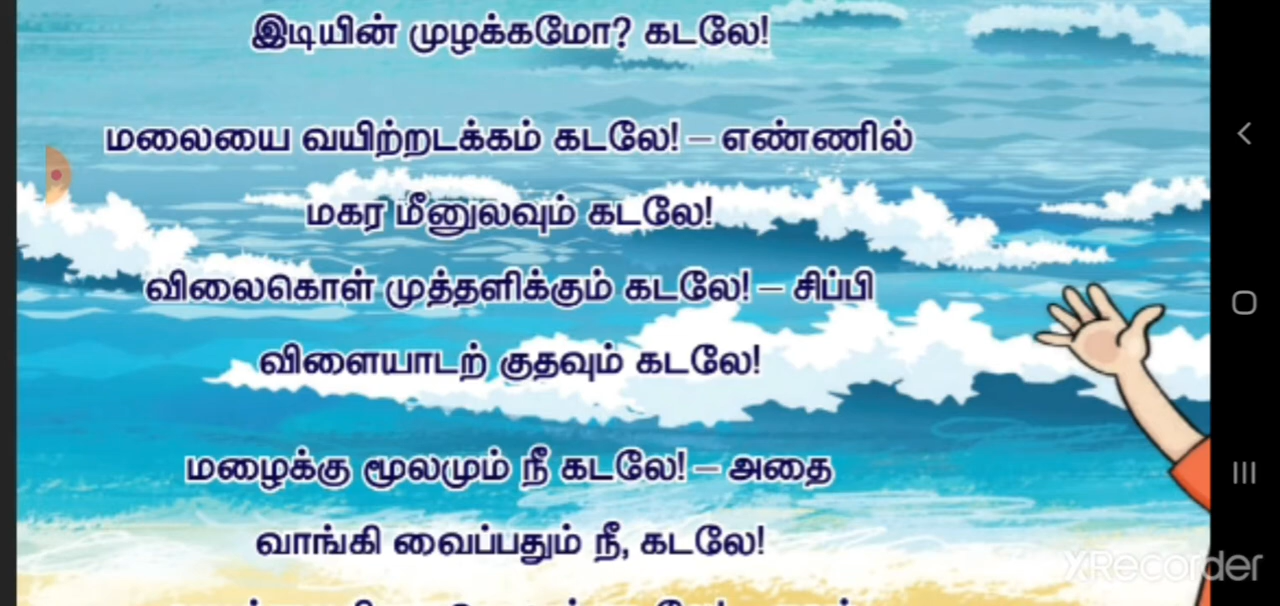 இடியின் முழக்கமோ? கடலே!
மலையை வயிற்றடக்கம் கடலே! – எண்ணில்
மகர மீனுலவும் கடலே!
விலைகொள் முத்தளிக்கும் கடலே! – சிப்பி
விளையாடற் குதவும் கடலே!
மழைக்கு மூலமும் நீ கடலே! – அதை
வாங்கி வைப்பதும் நீ, கடலே!
XRecorder